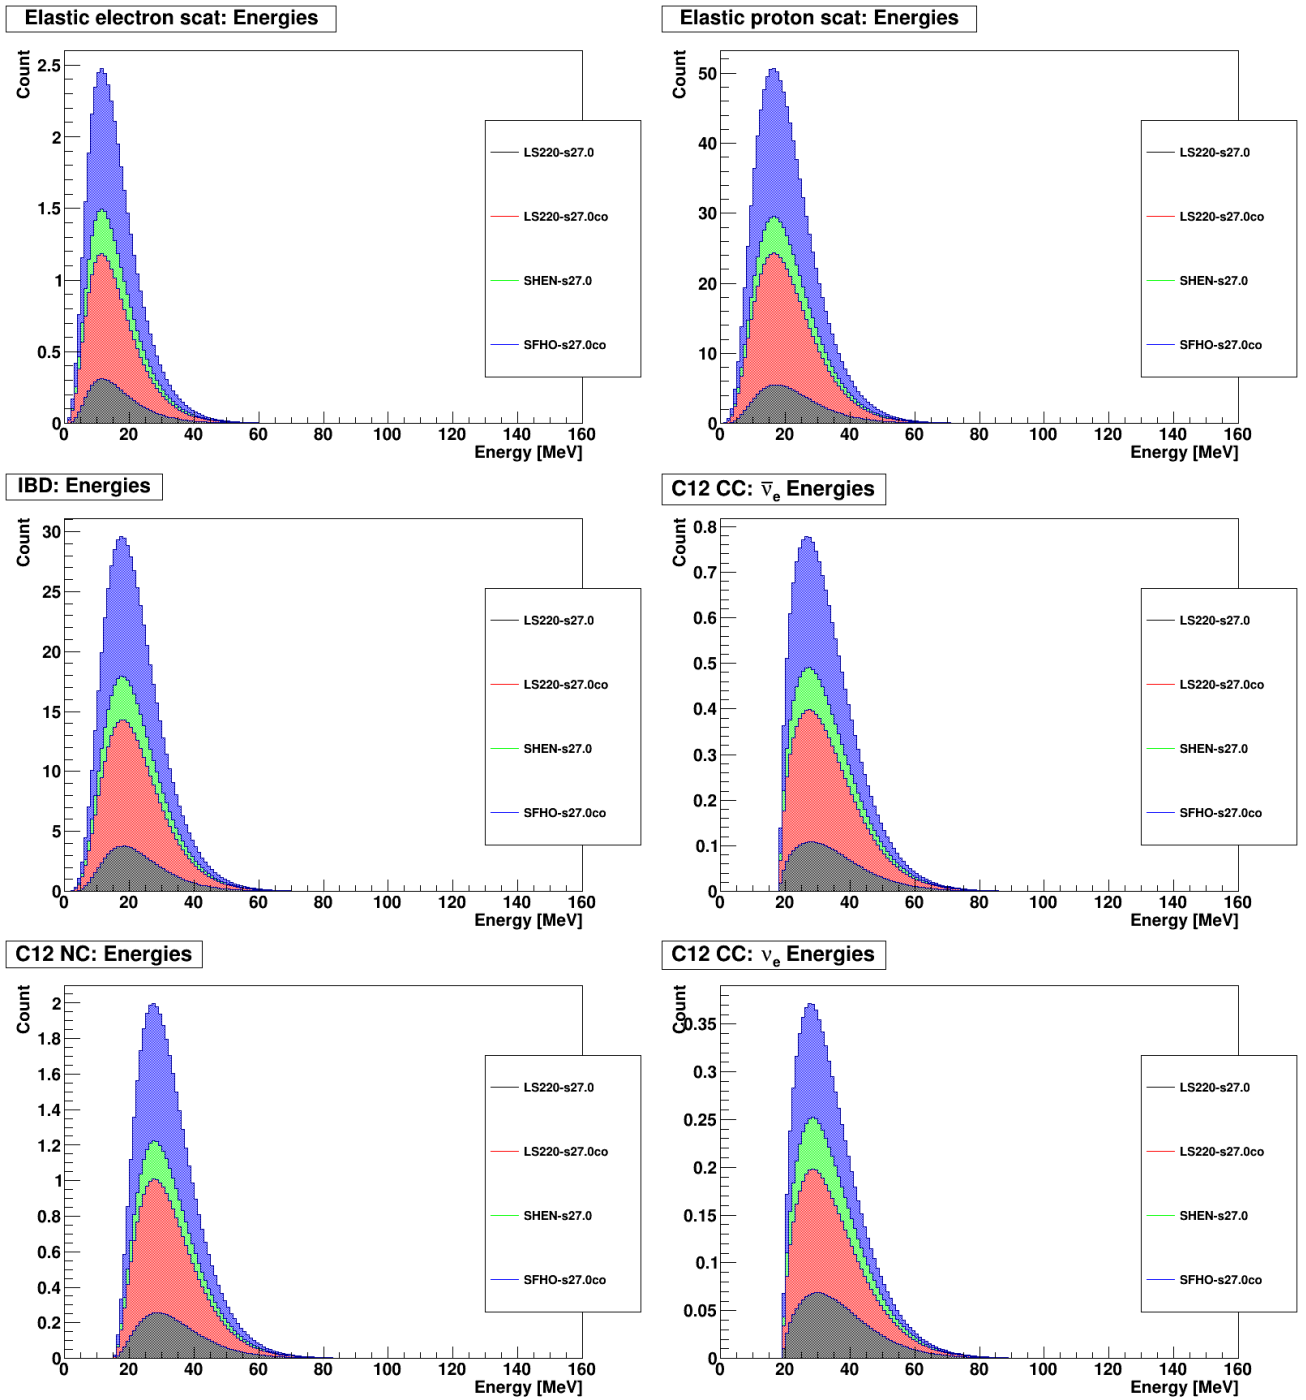 Elastic electron scat: Energies
Count
2.5
2
1.5
1
0.5
0
0 20 40 60 80 100 120 140 160
Energy [MeV]
LS220-s27.0
LS220-s27.0co
SHEN-s27.0
SFHO-s27.0co
Elastic proton scat: Energies
Count
50
40
30
20
10
0
0 20 40 60 80 100 120 140 160
Energy [MeV]
LS220-s27.0
LS220-s27.0co
SHEN-s27.0
SFHO-s27.0co
IBD: Energies
Count
30
25
20
15
10
5
0
0 20 40 60 80 100 120 140 160
Energy [MeV]
LS220-s27.0
LS220-s27.0co
SHEN-s27.0
SFHO-s27.0co
C12 CC: ν̅e Energies
Count
0.8
0.7
0.6
0.5
0.4
0.3
0.2
0.1
0
0 20 40 60 80 100 120 140 160
Energy [MeV]
LS220-s27.0
LS220-s27.0co
SHEN-s27.0
SFHO-s27.0co
C12 NC: Energies
Count
2
1.8
1.6
1.4
1.2
1
0.8
0.6
0.4
0.2
0
0 20 40 60 80 100 120 140 160
Energy [MeV]
LS220-s27.0
LS220-s27.0co
SHEN-s27.0
SFHO-s27.0co
C12 CC: νe Energies
Count
0.35
0.3
0.25
0.2
0.15
0.1
0.05
0
0 20 40 60 80 100 120 140 160
Energy [MeV]
LS220-s27.0
LS220-s27.0co
SHEN-s27.0
SFHO-s27.0co